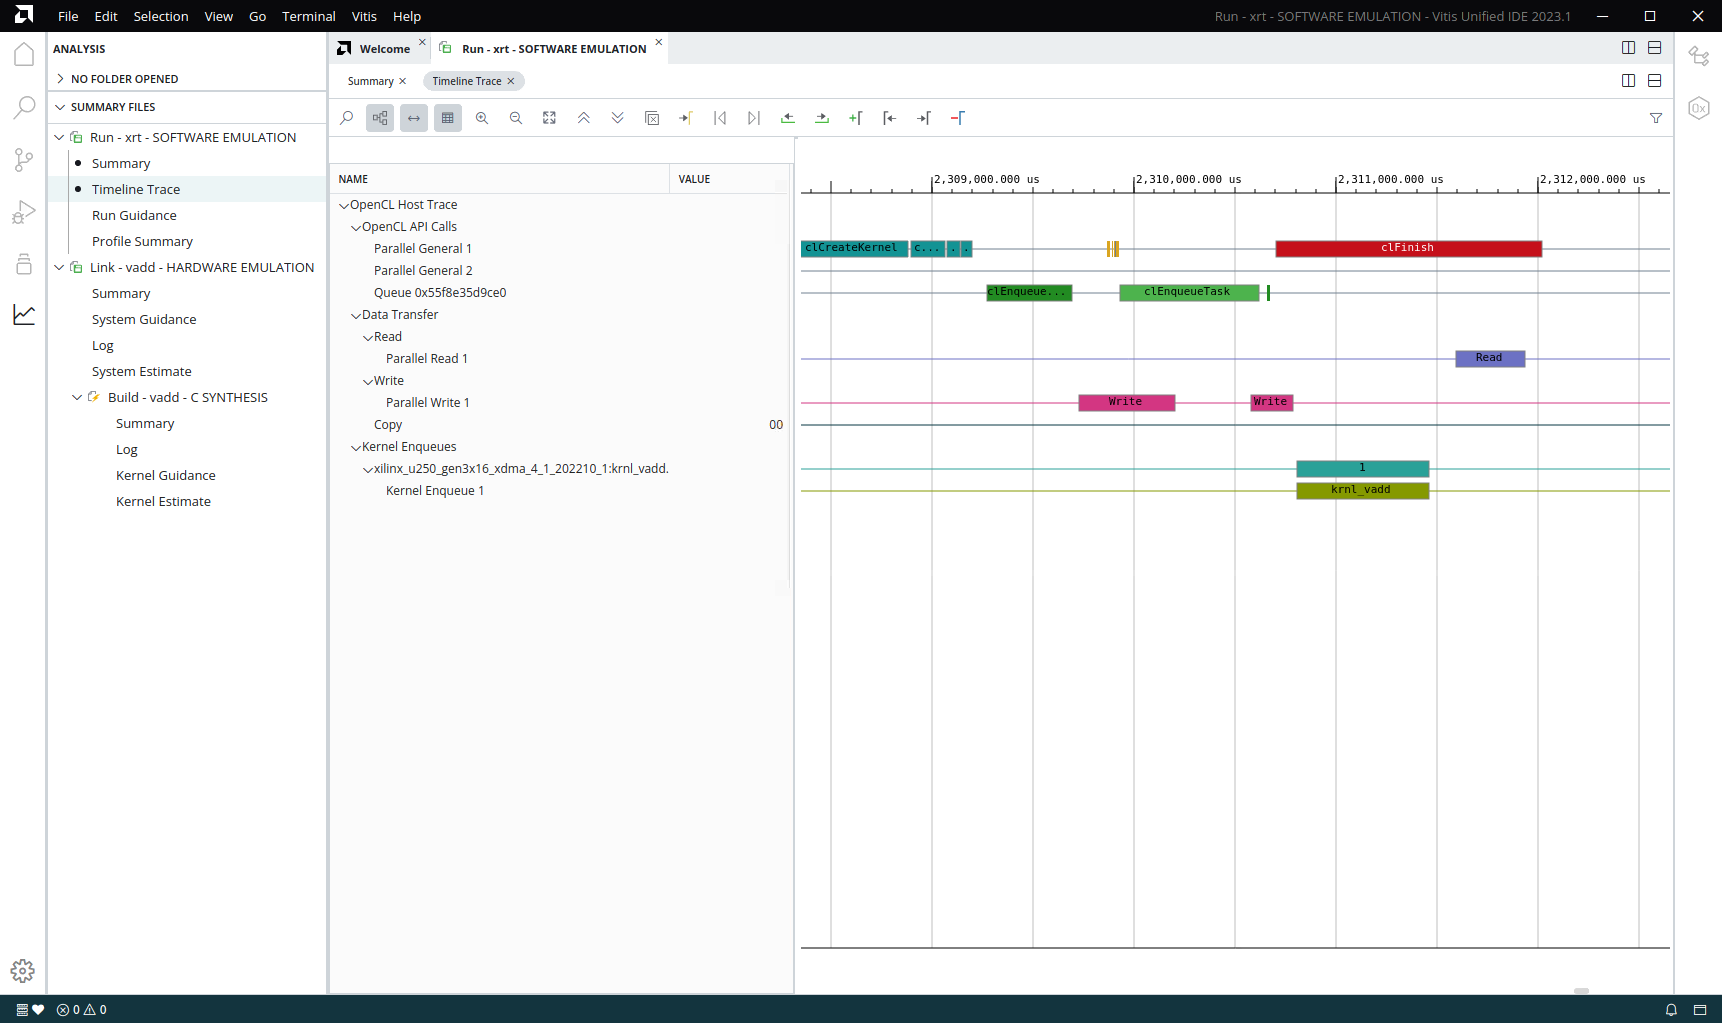 File Edit Selection View Go Terminal Vitis Help
Run - xrt - SOFTWARE EMULATION - Vitis Unified IDE 2023.1
ANALYSIS
NO FOLDER OPENED
SUMMARY FILES
Run - xrt - SOFTWARE EMULATION
Summary
Timeline Trace
Run Guidance
Profile Summary
Link - vadd - HARDWARE EMULATION
Summary
System Guidance
Log
System Estimate
Build - vadd - C SYNTHESIS
Summary
Log
Kernel Guidance
Kernel Estimate
Welcome
Run - xrt - SOFTWARE EMULATION
Summary
Timeline Trace
NAME VALUE
OpenCL Host Trace
OpenCL API Calls
Parallel General 1
Parallel General 2
Queue 0x55f8e35d9ce0
Data Transfer
Read
Parallel Read 1
Write
Parallel Write 1
Copy 00
Kernel Enqueues
xilinx_u250_gen3x16_xdma_4_1_202210_1:krnl_vadd.
Kernel Enqueue 1
2,309,000.000 us 2,310,000.000 us 2,311,000.000 us 2,312,000.000 us
clCreateKernel c... . . clFinish
clEnqueue... clEnqueueTask
Read
Write Write
1
krnl_vadd
0x
0 0